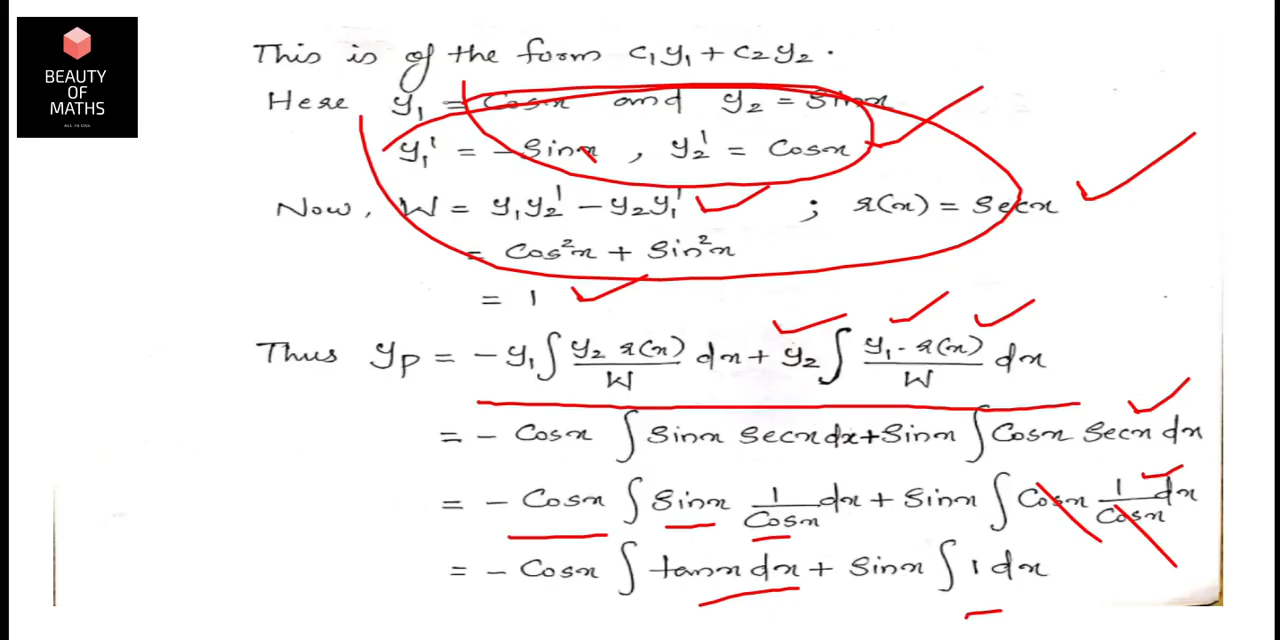 BEAUTY
OF
MATHS
ALL IN ONE
This is of the form C₁y₁ + C₂y₂ .
Here y₁ = Cosx and y₂ = Sinx
y₁' = -Sinx , y₂' = Cosx
Now, W = y₁y₂' - y₂y₁' ; r(x) = Secx
= Cos²x + Sin²x
= 1
Thus yp = -y₁ ∫ y₂ r(x)/W dx + y₂ ∫ y₁ · r(x)/W dx
= - Cosx ∫ Sinx Secx dx + Sinx ∫ Cosx Secx dx
= - Cosx ∫ Sinx 1/Cosx dx + Sinx ∫ Cosx 1/Cosx dx
= - Cosx ∫ tanx dx + Sinx ∫ 1 dx